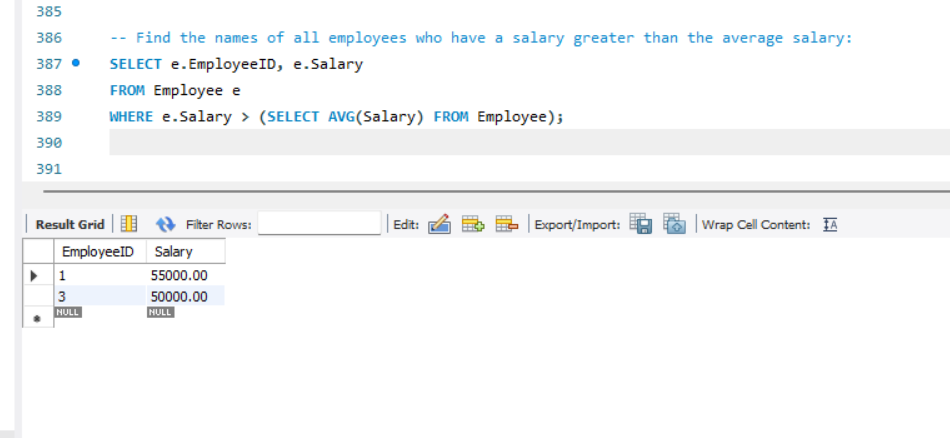 385
386 -- Find the names of all employees who have a salary greater than the average salary:
387 SELECT e.EmployeeID, e.Salary
388 FROM Employee e
389 WHERE e.Salary > (SELECT AVG(Salary) FROM Employee);
390
391
Result Grid Filter Rows: Edit: Export/Import: Wrap Cell Content: IA
EmployeeID Salary
1 55000.00
3 50000.00
NULL NULL